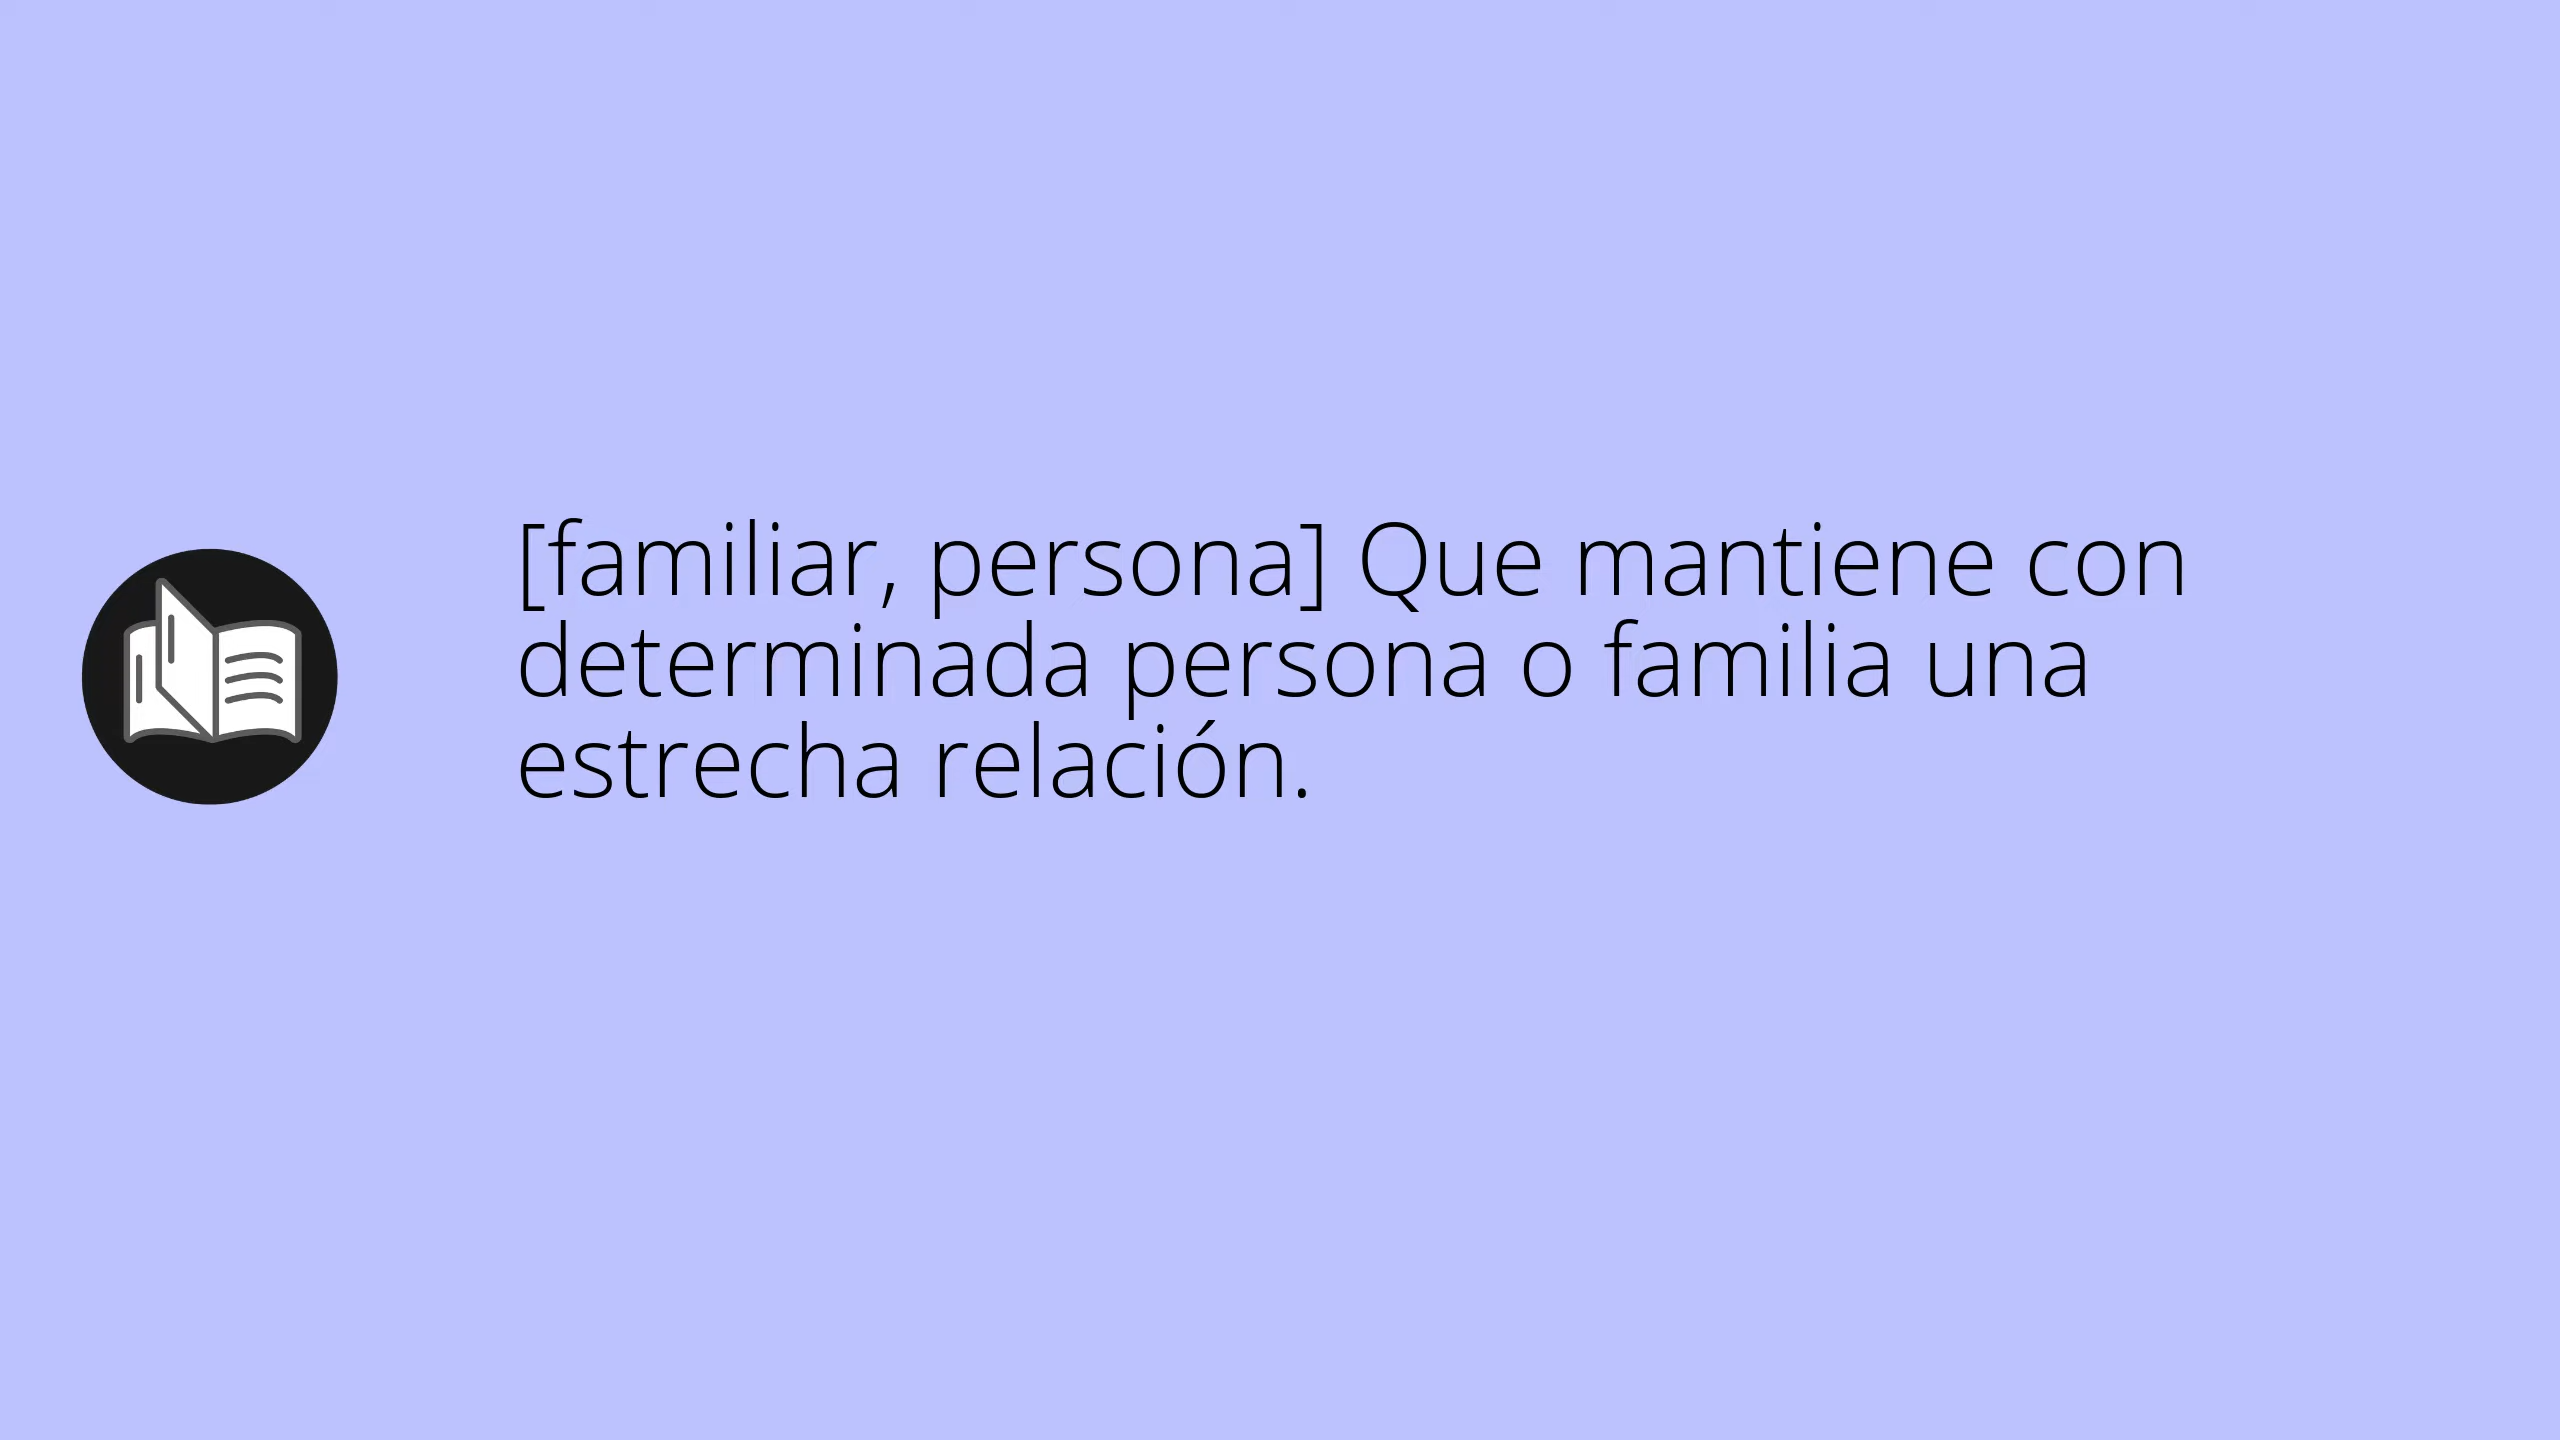 [familiar, persona] Que mantiene con
determinada persona o familia una
estrecha relación.